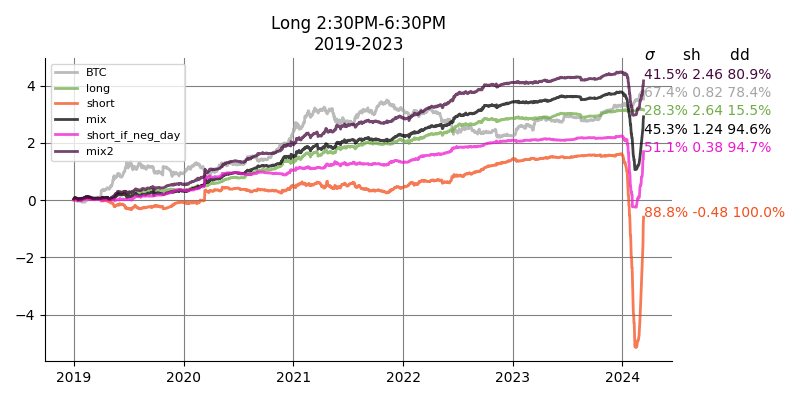 Long 2:30PM-6:30PM
2019-2023
σ sh dd
BTC
long
short
mix
short_if_neg_day
mix2
41.5% 2.46 80.9%
67.4% 0.82 78.4%
28.3% 2.64 15.5%
45.3% 1.24 94.6%
51.1% 0.38 94.7%
88.8% -0.48 100.0%
4
2
0
−2
−4
2019 2020 2021 2022 2023 2024